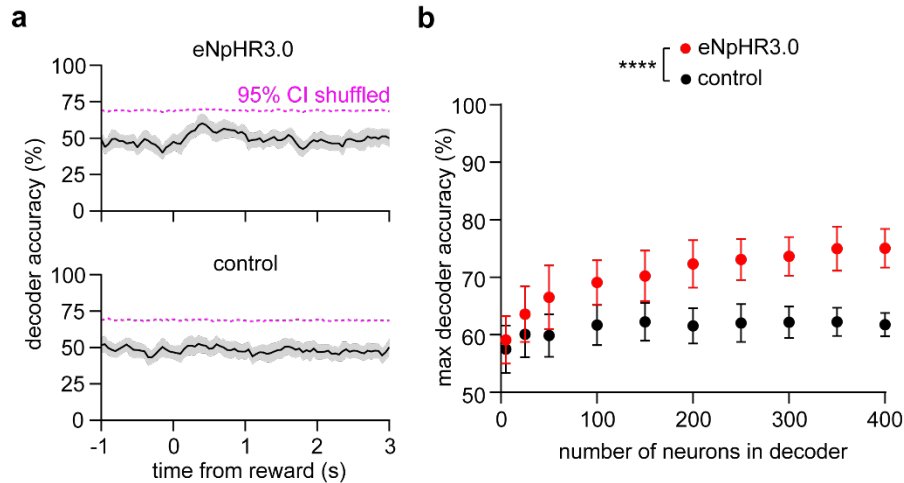 a
eNpHR3.0
100
75
50
25
0
95% CI shuffled
control
100
75
50
25
0
-1 0 1 2 3
time from reward (s)
decoder accuracy (%)
b
**** eNpHR3.0
control
100
90
80
70
60
50
0 100 200 300 400
number of neurons in decoder
max decoder accuracy (%)